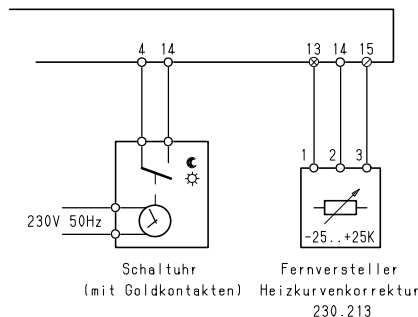 4 14 13 14 15
1 2 3
230V 50Hz
-25..+25K
Schaltuhr
(mit Goldkontakten)
Fernversteller
Heizkurvenkorrektur
230.213